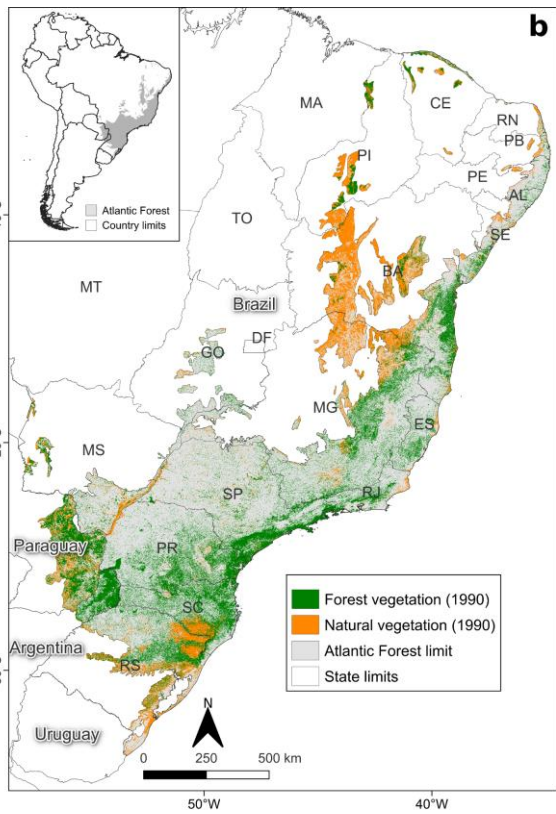 b
Atlantic Forest
Country limits
MA
CE
RN
PB
PI
PE
AL
SE
TO
BA
MT
Brazil
DF
GO
MG
ES
MS
SP
RJ
Paraguay
PR
SC
Argentina
RS
Uruguay
Forest vegetation (1990)
Natural vegetation (1990)
Atlantic Forest limit
State limits
N
0 250 500 km
50°W 40°W